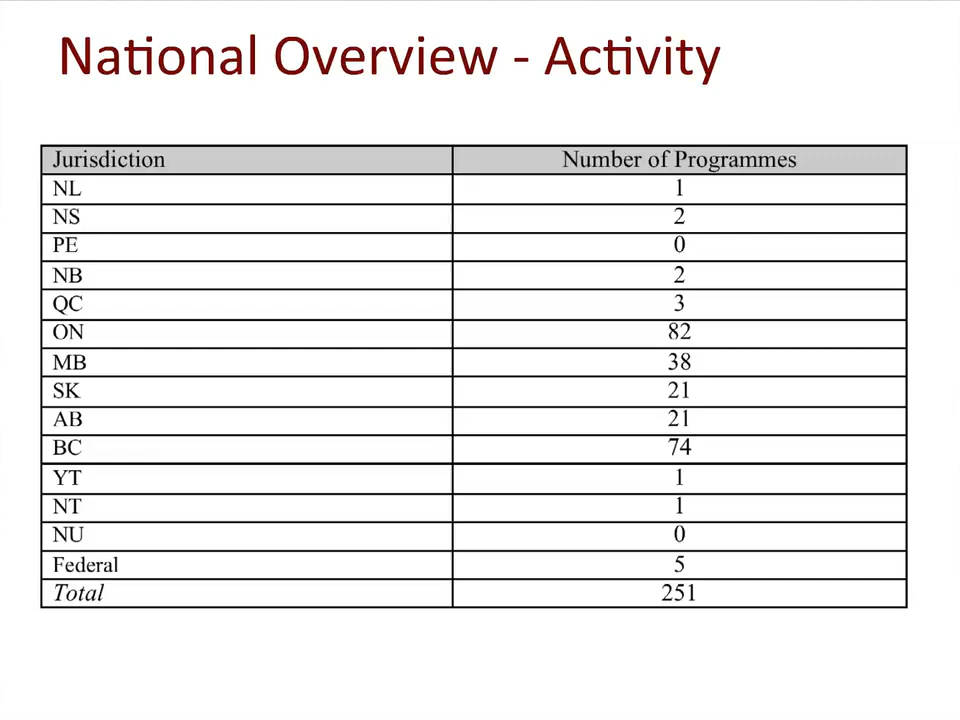 National Overview - Activity
Jurisdiction Number of Programmes
NL 1
NS 2
PE 0
NB 2
QC 3
ON 82
MB 38
SK 21
AB 21
BC 74
YT 1
NT 1
NU 0
Federal 5
Total 251